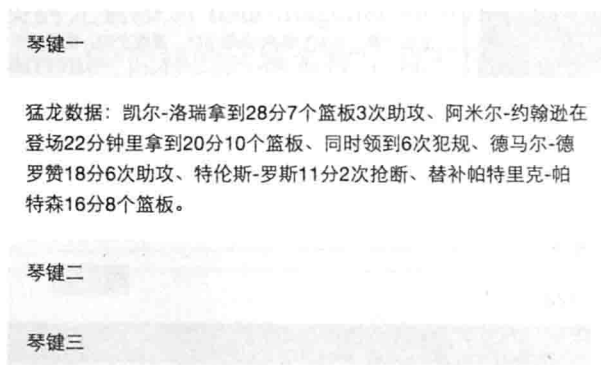 琴键一
猛龙数据：凯尔-洛瑞拿到28分7个篮板3次助攻、阿米尔-约翰逊在
登场22分钟里拿到20分10个篮板、同时领到6次犯规、德马尔-德
罗赞18分6次助攻、特伦斯-罗斯11分2次抢断、替补帕特里克-帕
特森16分8个篮板。
琴键二
琴键三